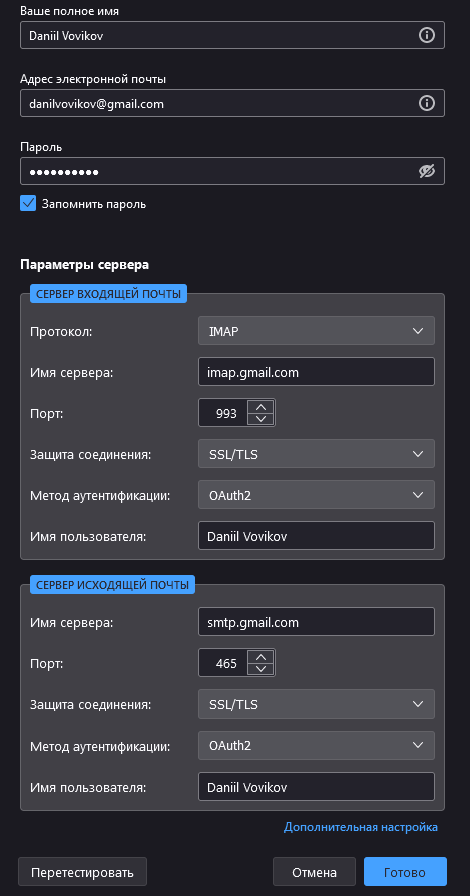 Ваше полное имя
Daniil Vovikov
Адрес электронной почты
danilvovikov@gmail.com
Пароль
••••••••••
Запомнить пароль
Параметры сервера
СЕРВЕР ВХОДЯЩЕЙ ПОЧТЫ
Протокол: IMAP
Имя сервера: imap.gmail.com
Порт: 993
Защита соединения: SSL/TLS
Метод аутентификации: OAuth2
Имя пользователя: Daniil Vovikov
СЕРВЕР ИСХОДЯЩЕЙ ПОЧТЫ
Имя сервера: smtp.gmail.com
Порт: 465
Защита соединения: SSL/TLS
Метод аутентификации: OAuth2
Имя пользователя: Daniil Vovikov
Дополнительная настройка
Перетестировать Отмена Готово